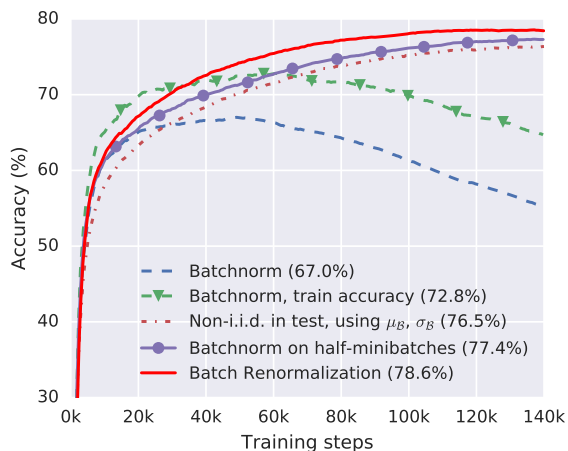 80
70
60
50
40
30
Accuracy (%)
Batchnorm (67.0%)
Batchnorm, train accuracy (72.8%)
Non-i.i.d. in test, using μ_ℬ, σ_ℬ (76.5%)
Batchnorm on half-minibatches (77.4%)
Batch Renormalization (78.6%)
0k 20k 40k 60k 80k 100k 120k 140k
Training steps